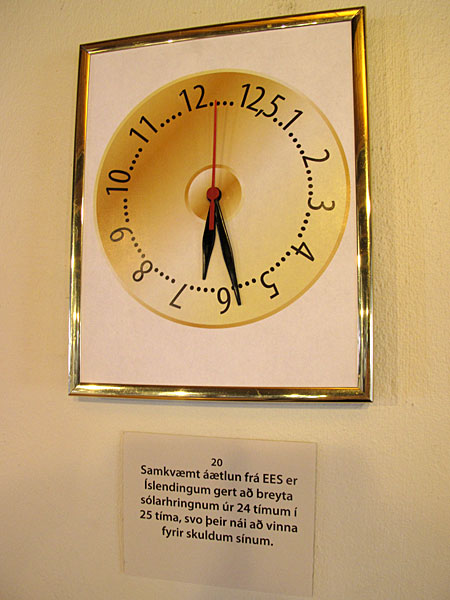 12
12,5
1
2
3
4
5
6
7
8
9
10
11
20
Samkvæmt áætlun frá EES er
Íslendingum gert að breyta
sólarhringnum úr 24 tímum í
25 tíma, svo þeir nái að vinna
fyrir skuldum sínum.